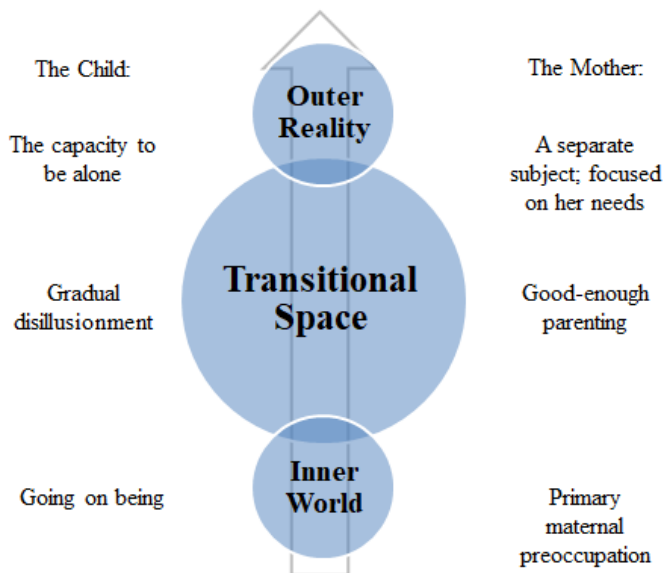 The Child:
The capacity to
be alone
Gradual
disillusionment
Going on being
Outer
Reality
Transitional
Space
Inner
World
The Mother:
A separate
subject; focused
on her needs
Good-enough
parenting
Primary
maternal
preoccupation